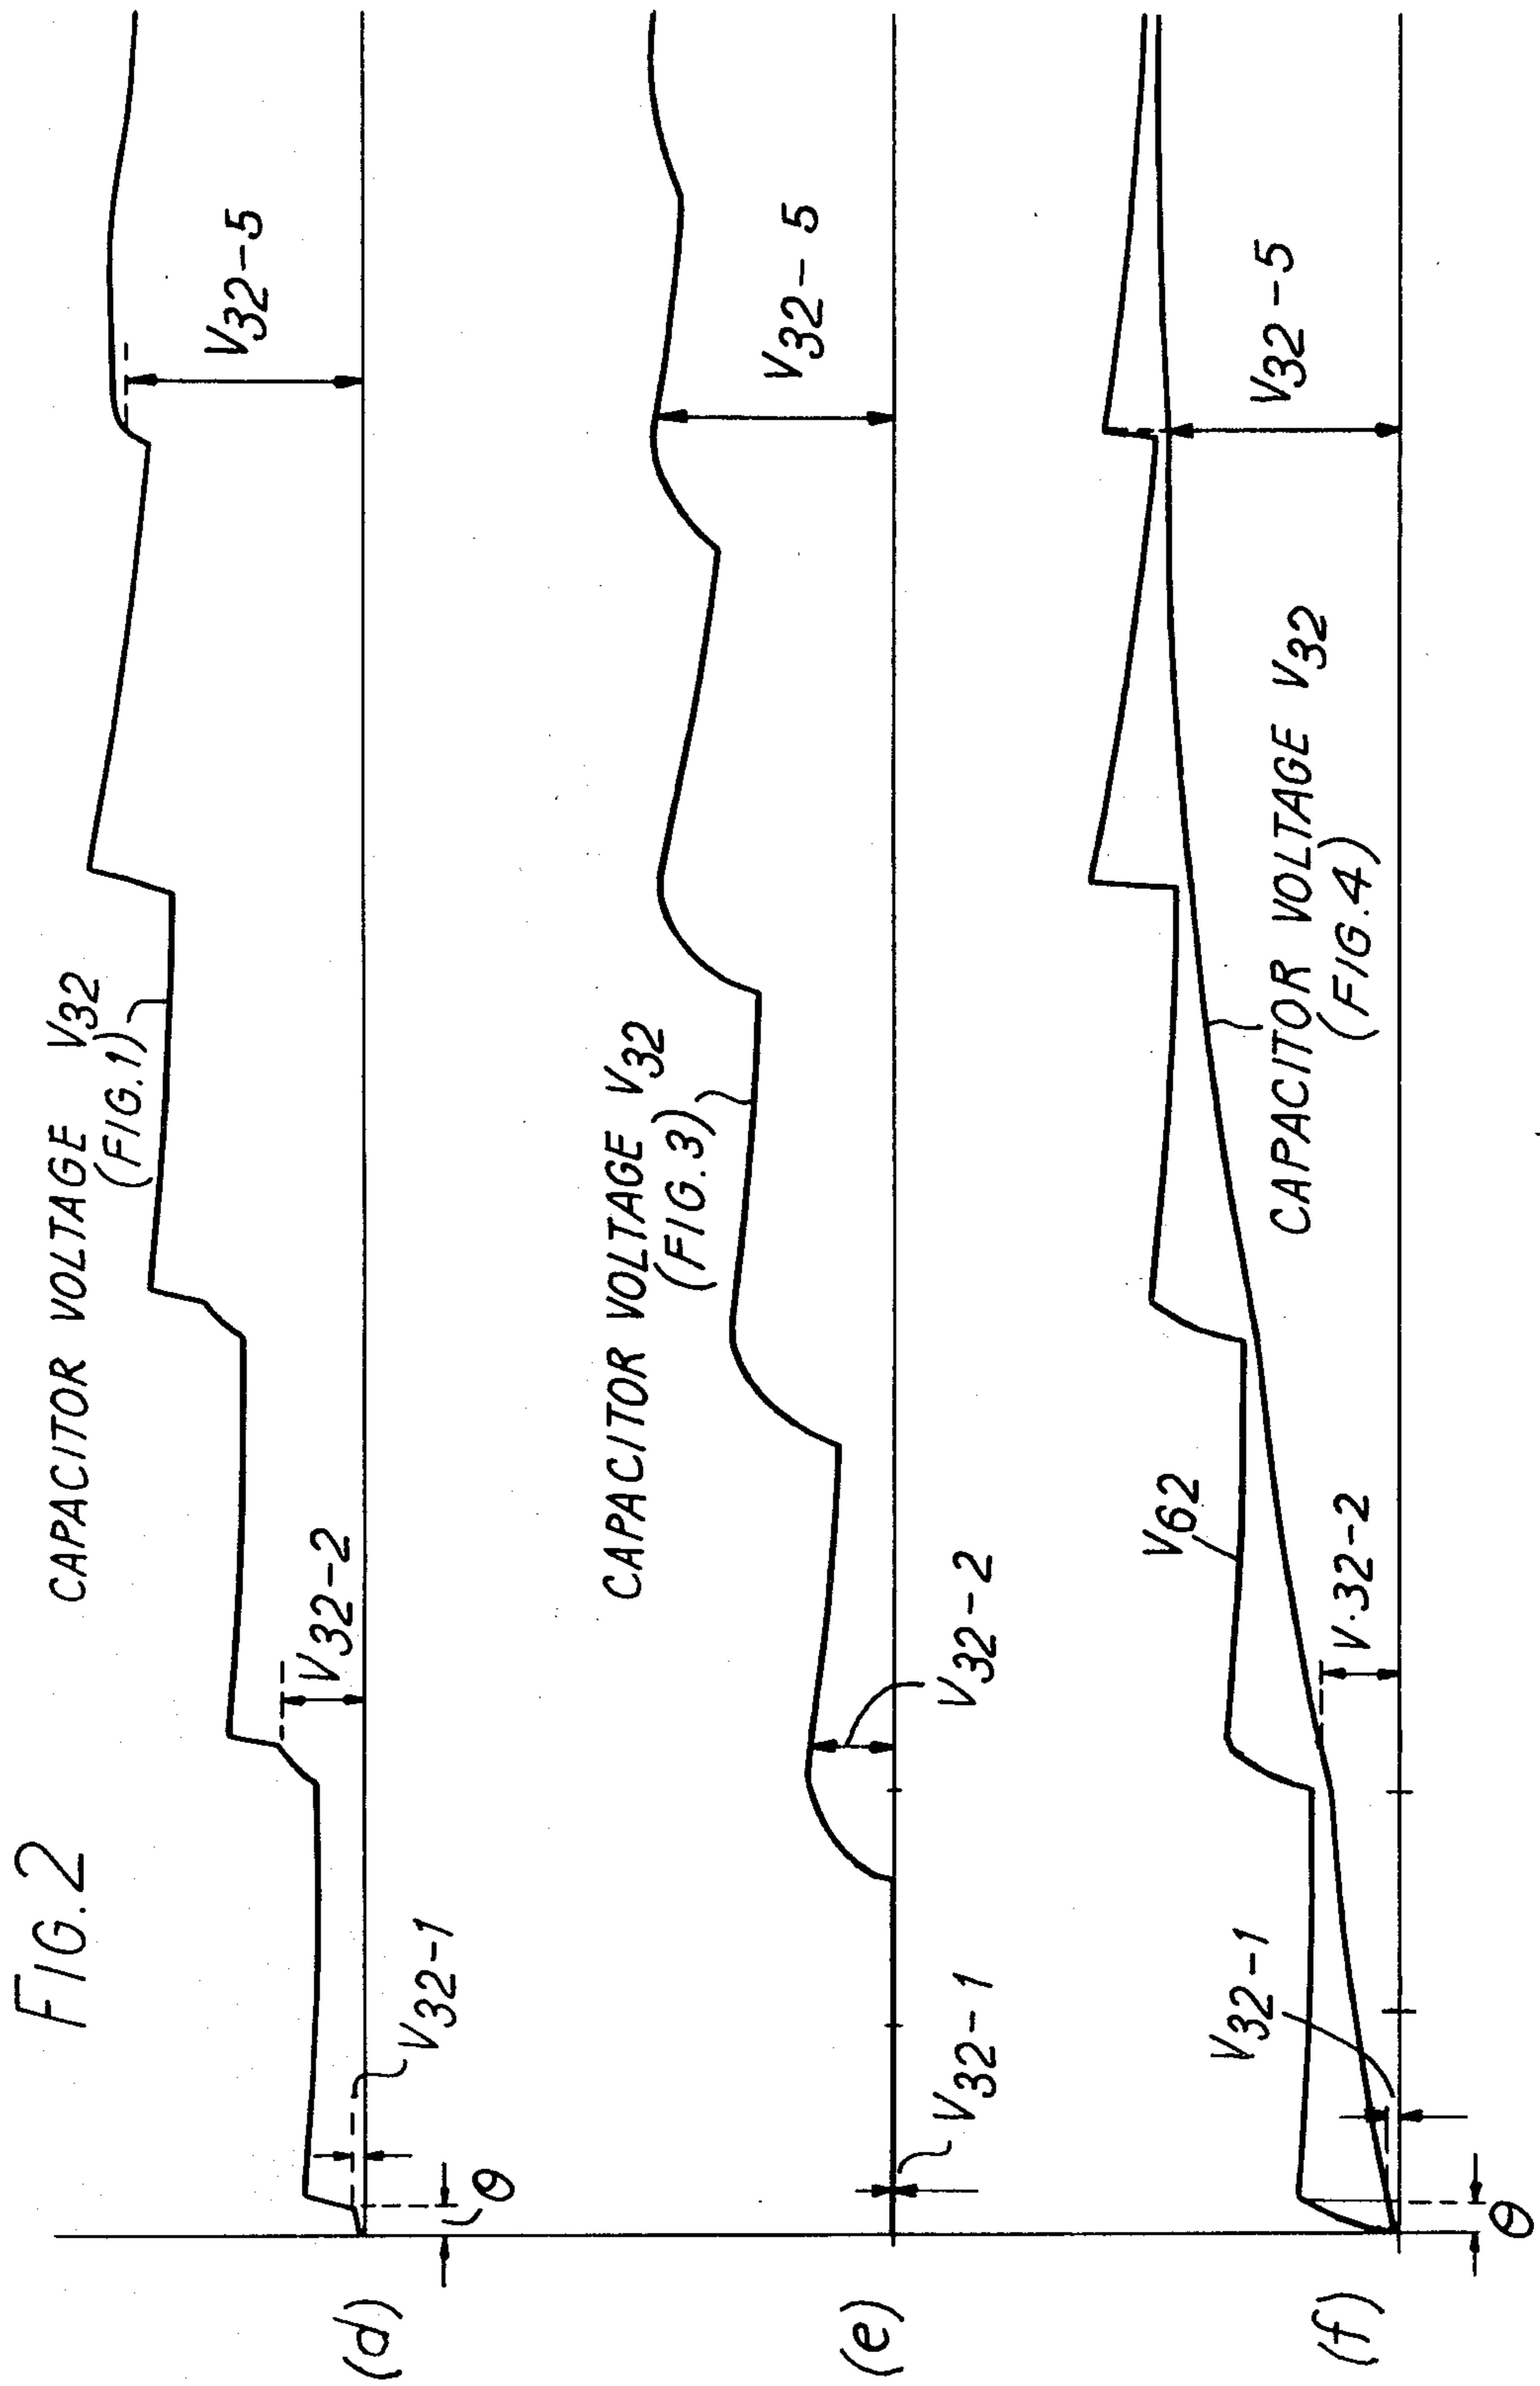 FIG. 2
CAPACITOR VOLTAGE V32
(FIG. 1)
V32-5
V32-2
V32-1
θ
(d)
CAPACITOR VOLTAGE V32
(FIG. 3)
V32-5
V32-2
V32-1
(e)
V32-5
CAPACITOR VOLTAGE V32
(FIG. 4)
V62
V·32-2
V32-1
θ
(f)